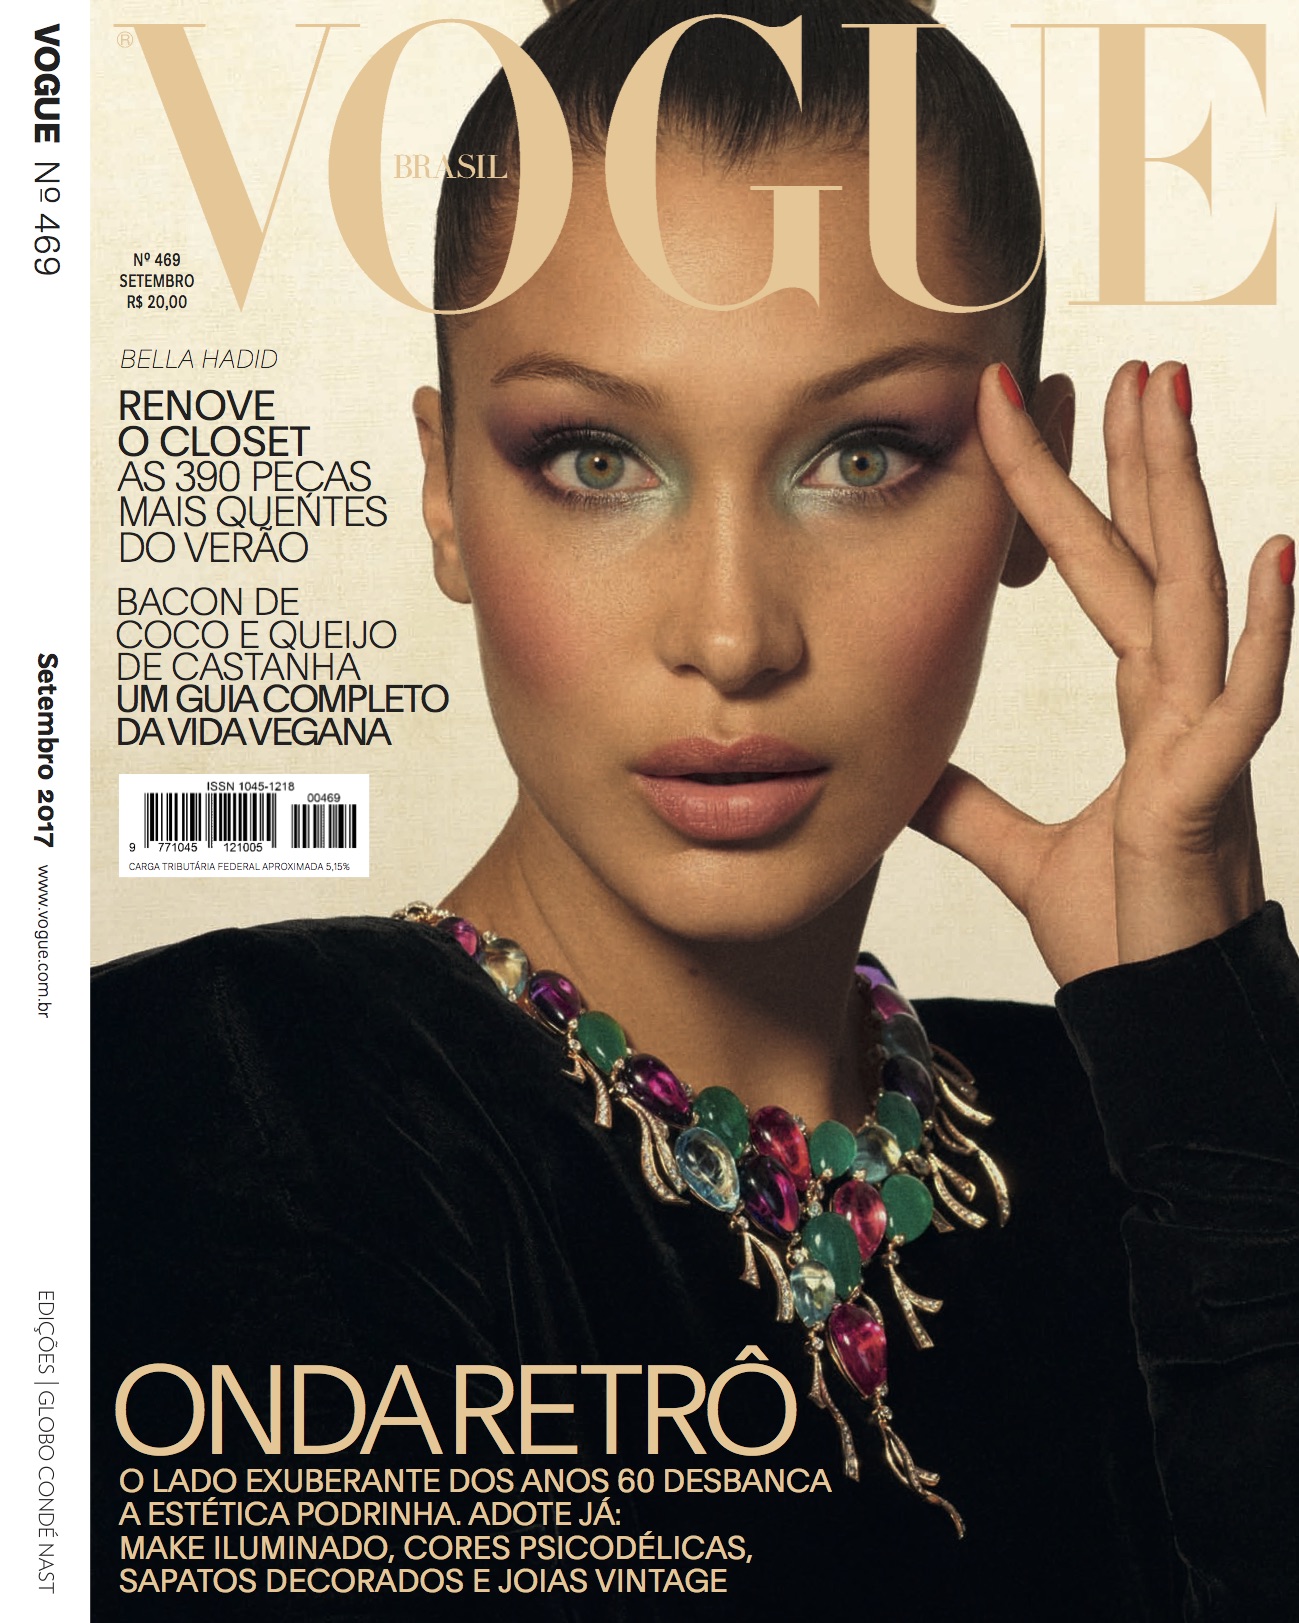 VOGUE Nº 469
Setembro 2017 www.vogue.com.br
EDIÇÕES | GLOBO CONDÉ NAST
®
VOGUE
BRASIL
Nº 469
SETEMBRO
R$ 20,00
BELLA HADID
RENOVE
O CLOSET
AS 390 PEÇAS
MAIS QUENTES
DO VERÃO
BACON DE
COCO E QUEIJO
DE CASTANHA
UM GUIA COMPLETO
DA VIDA VEGANA
ISSN 1045-1218
00469
9 771045 121005
CARGA TRIBUTÁRIA FEDERAL APROXIMADA 5,15%
ONDA RETRÔ
O LADO EXUBERANTE DOS ANOS 60 DESBANCA
A ESTÉTICA PODRINHA. ADOTE JÁ:
MAKE ILUMINADO, CORES PSICODÉLICAS,
SAPATOS DECORADOS E JOIAS VINTAGE